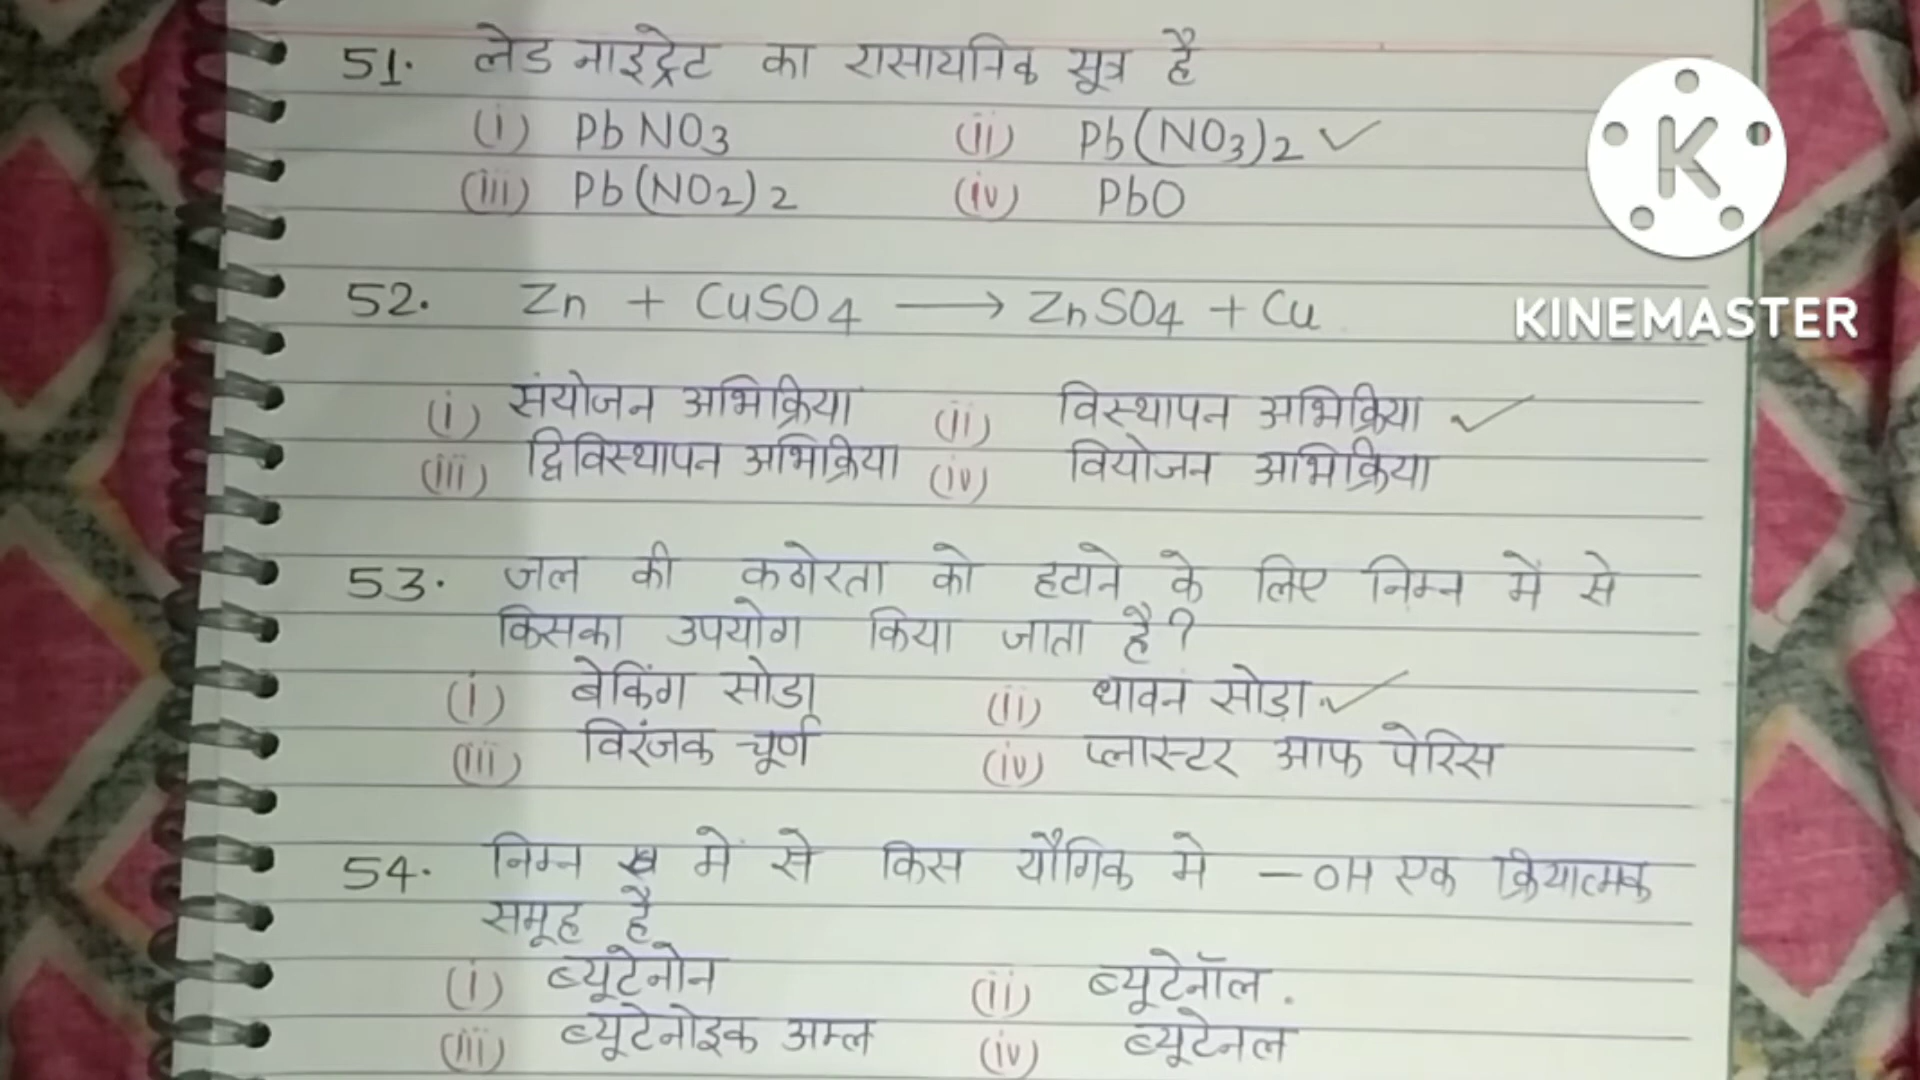 51. लेड नाइट्रेट का रासायनिक सूत्र है
(i) PbNO3 (ii) Pb(NO3)2 ✓
(iii) Pb(NO2)2 (iv) PbO
KINEMASTER
52. Zn + CuSO4 ⟶ ZnSO4 + Cu
(i) संयोजन अभिक्रिया (ii) विस्थापन अभिक्रिया ✓
(iii) द्विविस्थापन अभिक्रिया (iv) वियोजन अभिक्रिया
53. जल की कठोरता को हटाने के लिए निम्न में से
किसका उपयोग किया जाता है?
(i) बेकिंग सोडा (ii) धावन सोडा ✓
(iii) विरंजक चूर्ण (iv) प्लास्टर आफ पेरिस
54. निम्न में से किस यौगिक मे -OH एक क्रियात्मक
समूह है
(i) ब्यूटेनोन (ii) ब्यूटेनॉल.
(iii) ब्यूटेनोइक अम्ल (iv) ब्यूटेनल